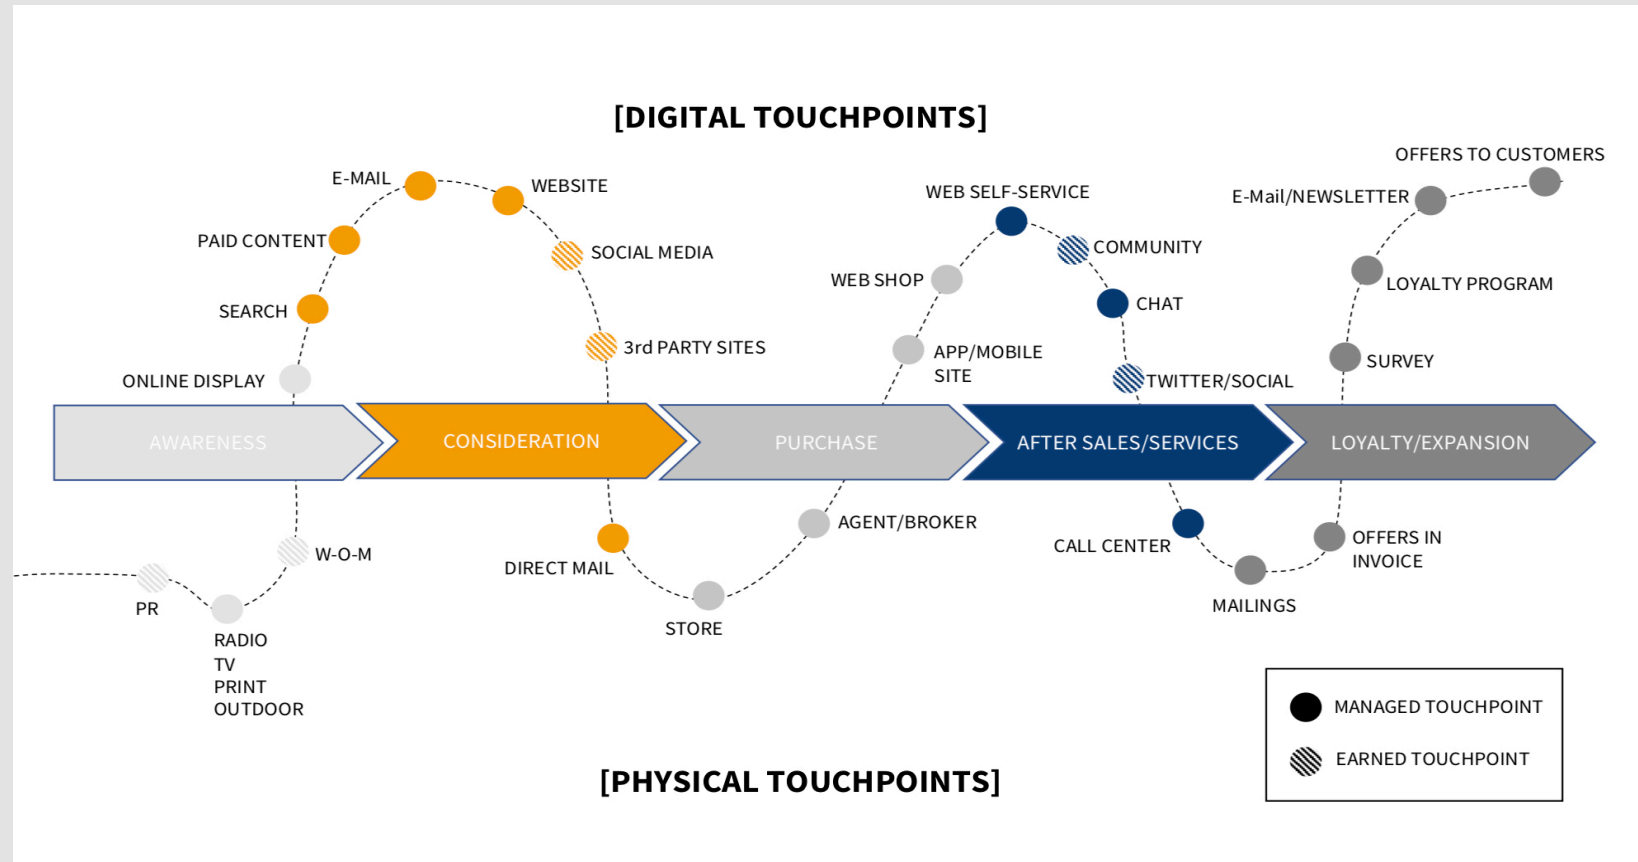 [DIGITAL TOUCHPOINTS]
OFFERS TO CUSTOMERS
E-MAIL
WEBSITE
WEB SELF-SERVICE
E-Mail/NEWSLETTER
PAID CONTENT
SOCIAL MEDIA
COMMUNITY
WEB SHOP
LOYALTY PROGRAM
SEARCH
CHAT
3rd PARTY SITES
APP/MOBILE
SITE
SURVEY
ONLINE DISPLAY
TWITTER/SOCIAL
AWARENESS
CONSIDERATION
PURCHASE
AFTER SALES/SERVICES
LOYALTY/EXPANSION
AGENT/BROKER
W-O-M
DIRECT MAIL
CALL CENTER
OFFERS IN
INVOICE
PR
STORE
MAILINGS
RADIO
TV
PRINT
OUTDOOR
MANAGED TOUCHPOINT
EARNED TOUCHPOINT
[PHYSICAL TOUCHPOINTS]